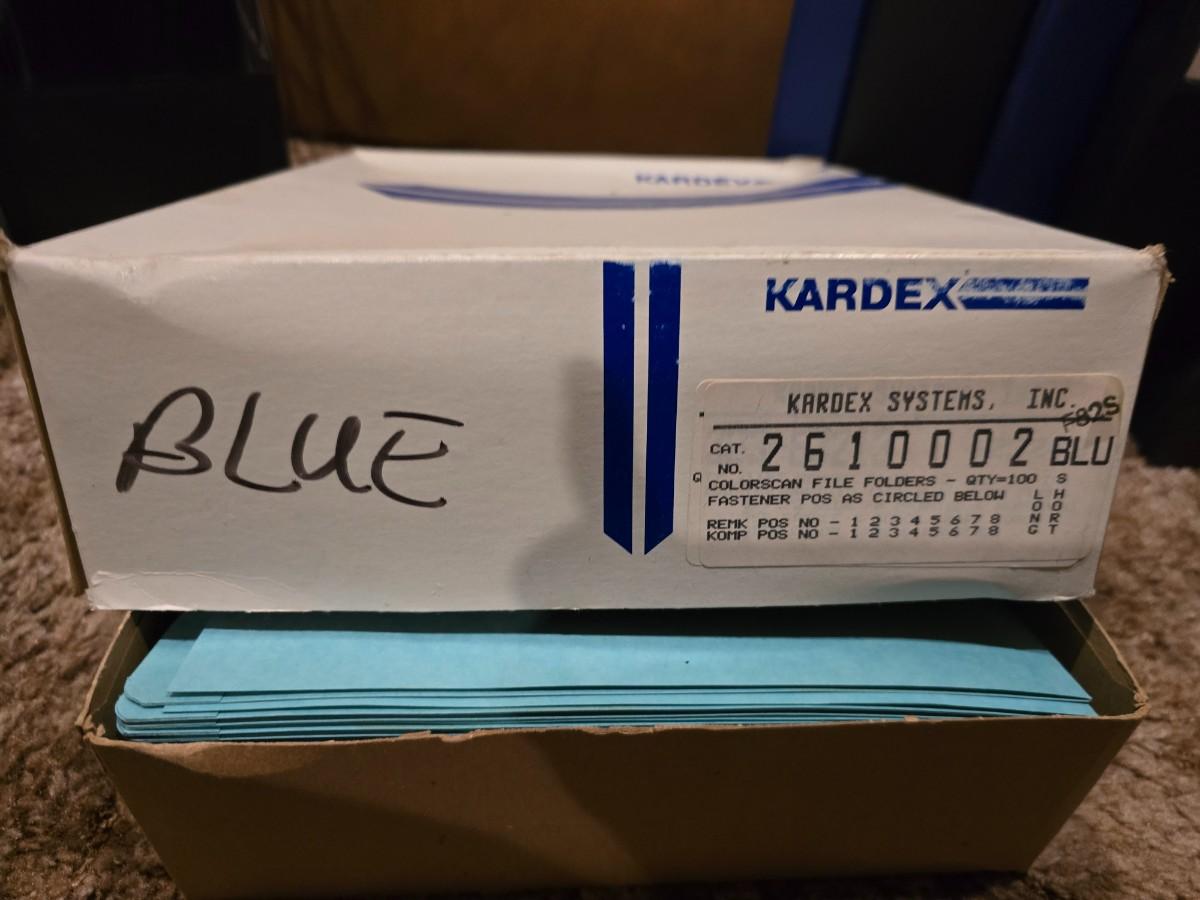 KARDEX
KARDEX
BLUE
KARDEX SYSTEMS, INC.
F825
CAT. NO. 2610002 BLU
COLORSCAN FILE FOLDERS - QTY=100
FASTENER POS AS CIRCLED BELOW
REMK POS NO - 1 2 3 4 5 6 7 8
KOMP POS NO - 1 2 3 4 5 6 7 8
LONG
SHORT